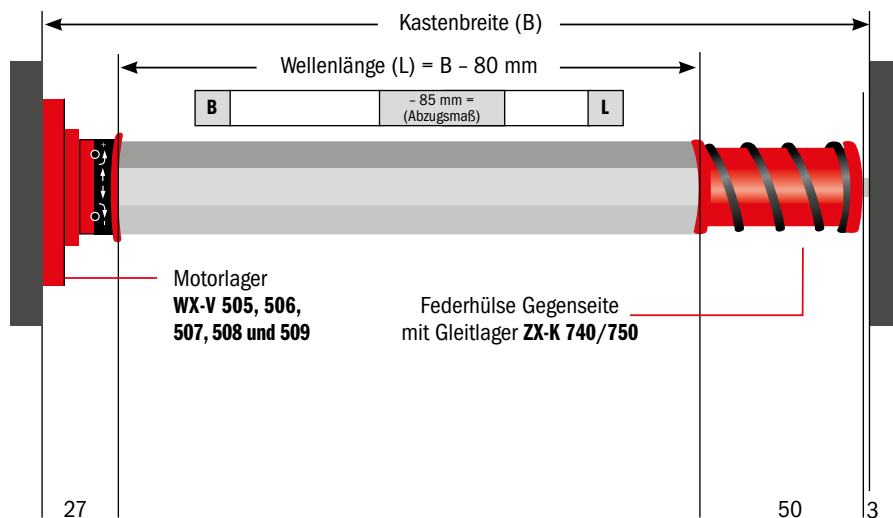 Kastenbreite (B)
Wellenlänge (L) = B – 80 mm
B
– 85 mm =
(Abzugsmaß)
L
+
-
Motorlager
WX-V 505, 506,
507, 508 und 509
Federhülse Gegenseite
mit Gleitlager ZX-K 740/750
27
50
3